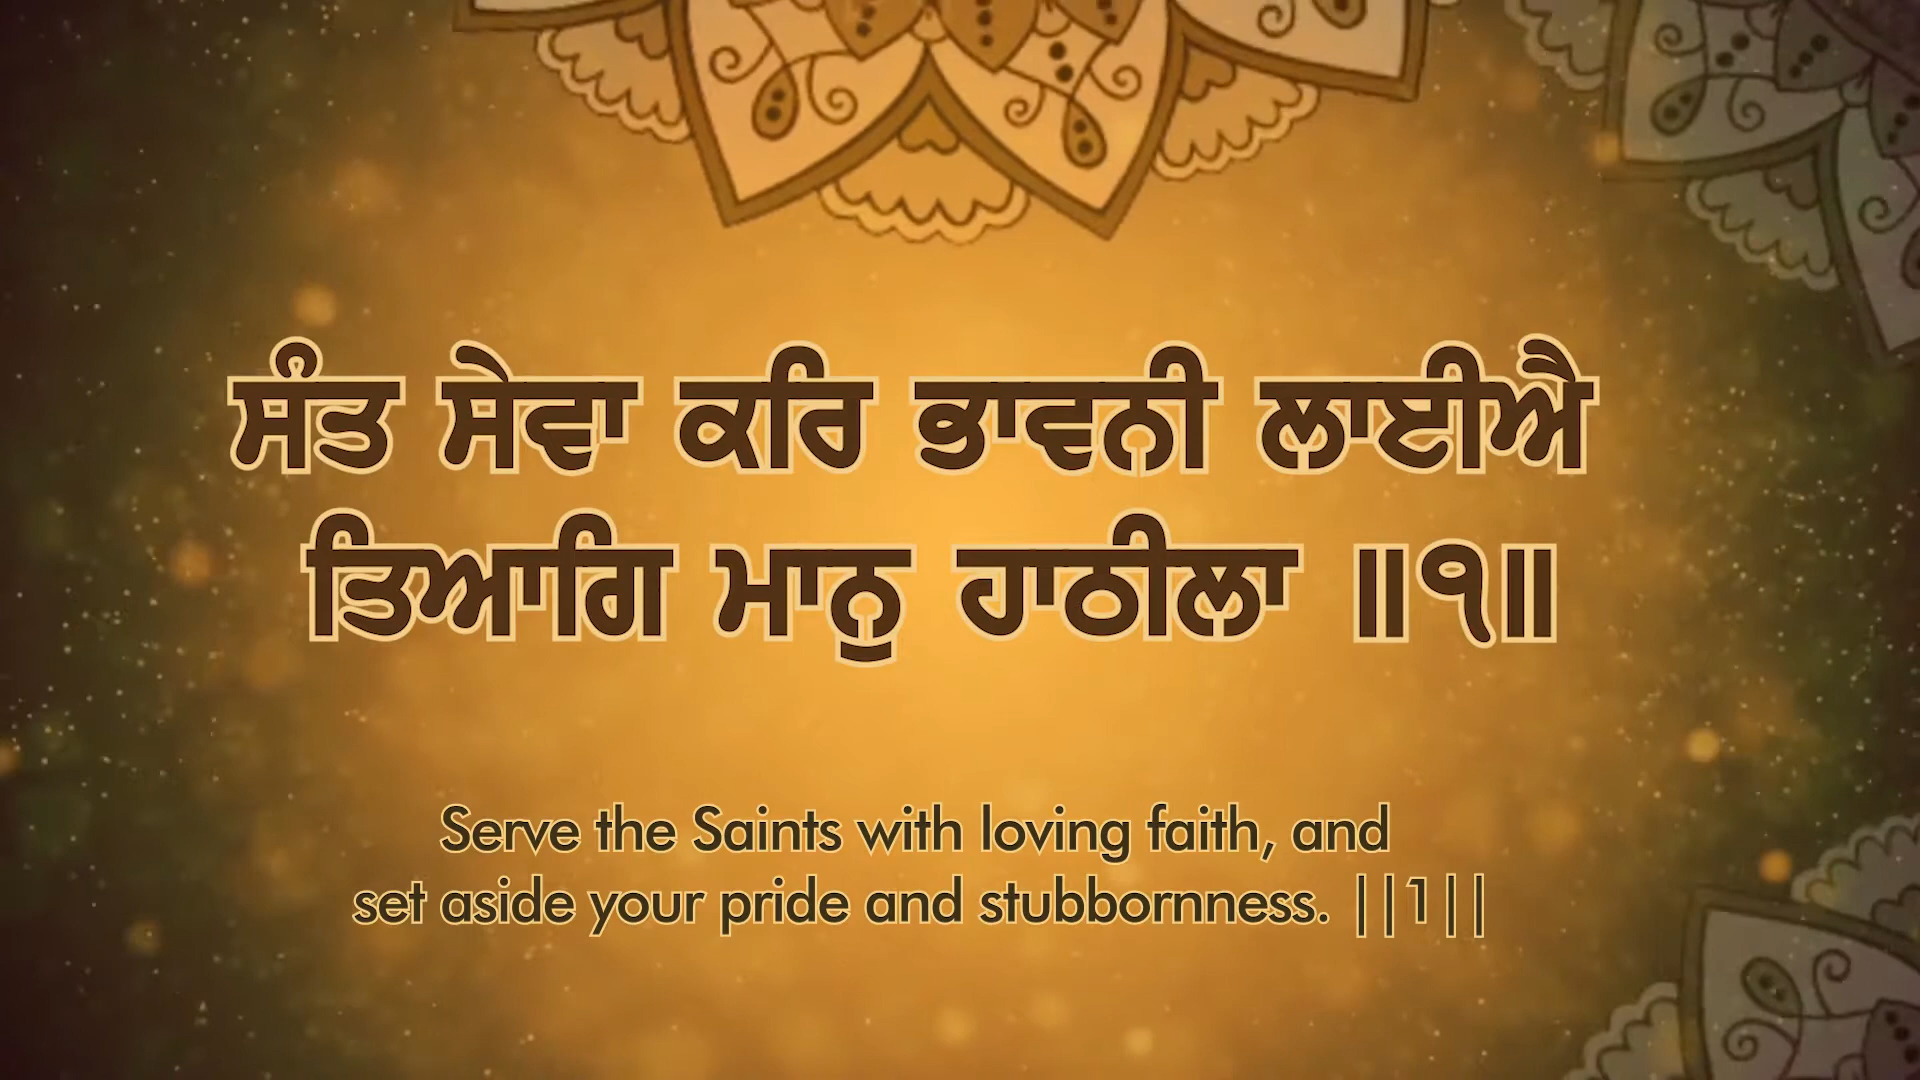 ਸੰਤ ਸੇਵਾ ਕਰਿ ਭਾਵਨੀ ਲਾਈਐ
ਤਿਆਗਿ ਮਾਨੁ ਹਾਠੀਲਾ ॥੧॥
Serve the Saints with loving faith, and
set aside your pride and stubbornness. ||1||